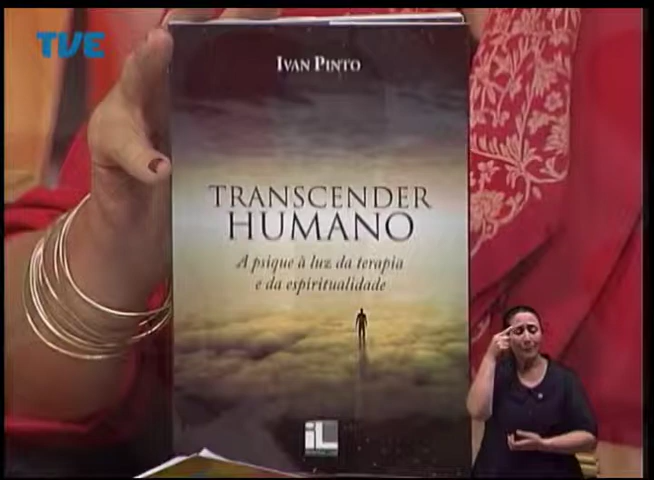 TVE
IVAN PINTO
TRANSCENDER
HUMANO
A psique à luz da terapia
e da espiritualidade
iL